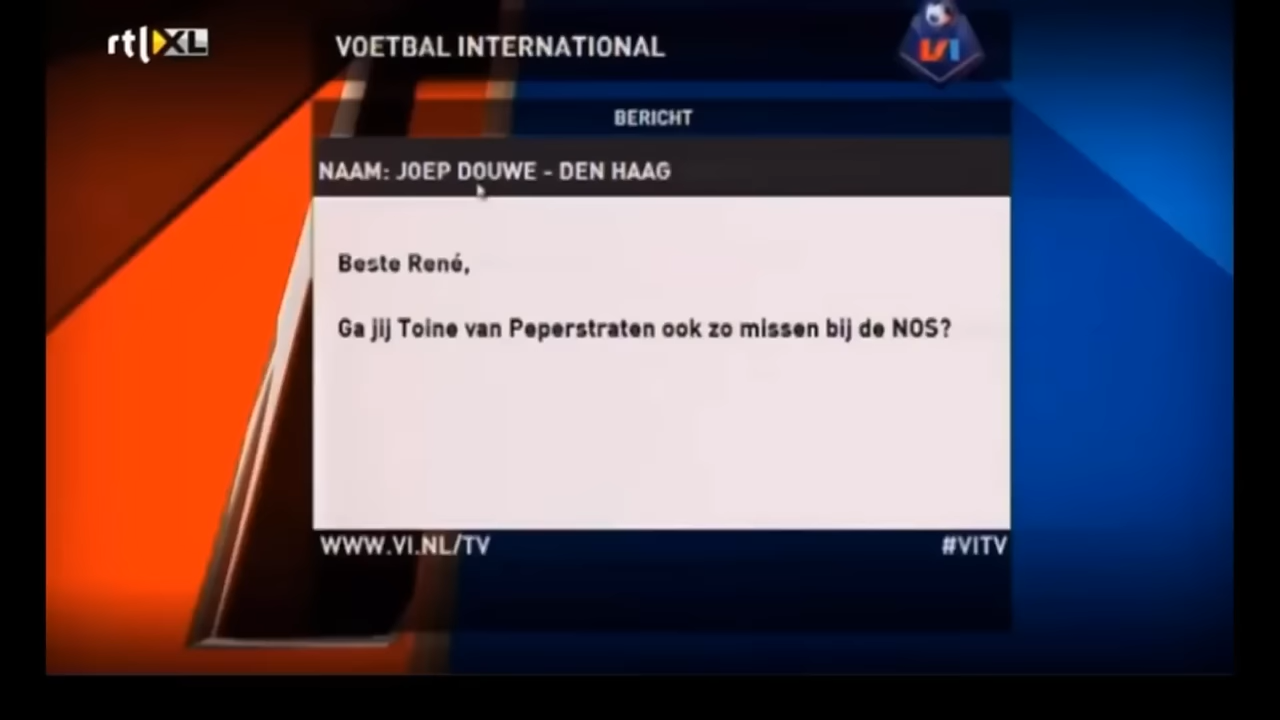 rtl XL
VOETBAL INTERNATIONAL
VI
BERICHT
NAAM: JOEP DOUWE - DEN HAAG
Beste René,
Ga jij Toine van Peperstraten ook zo missen bij de NOS?
WWW.VI.NL/TV
#VITV